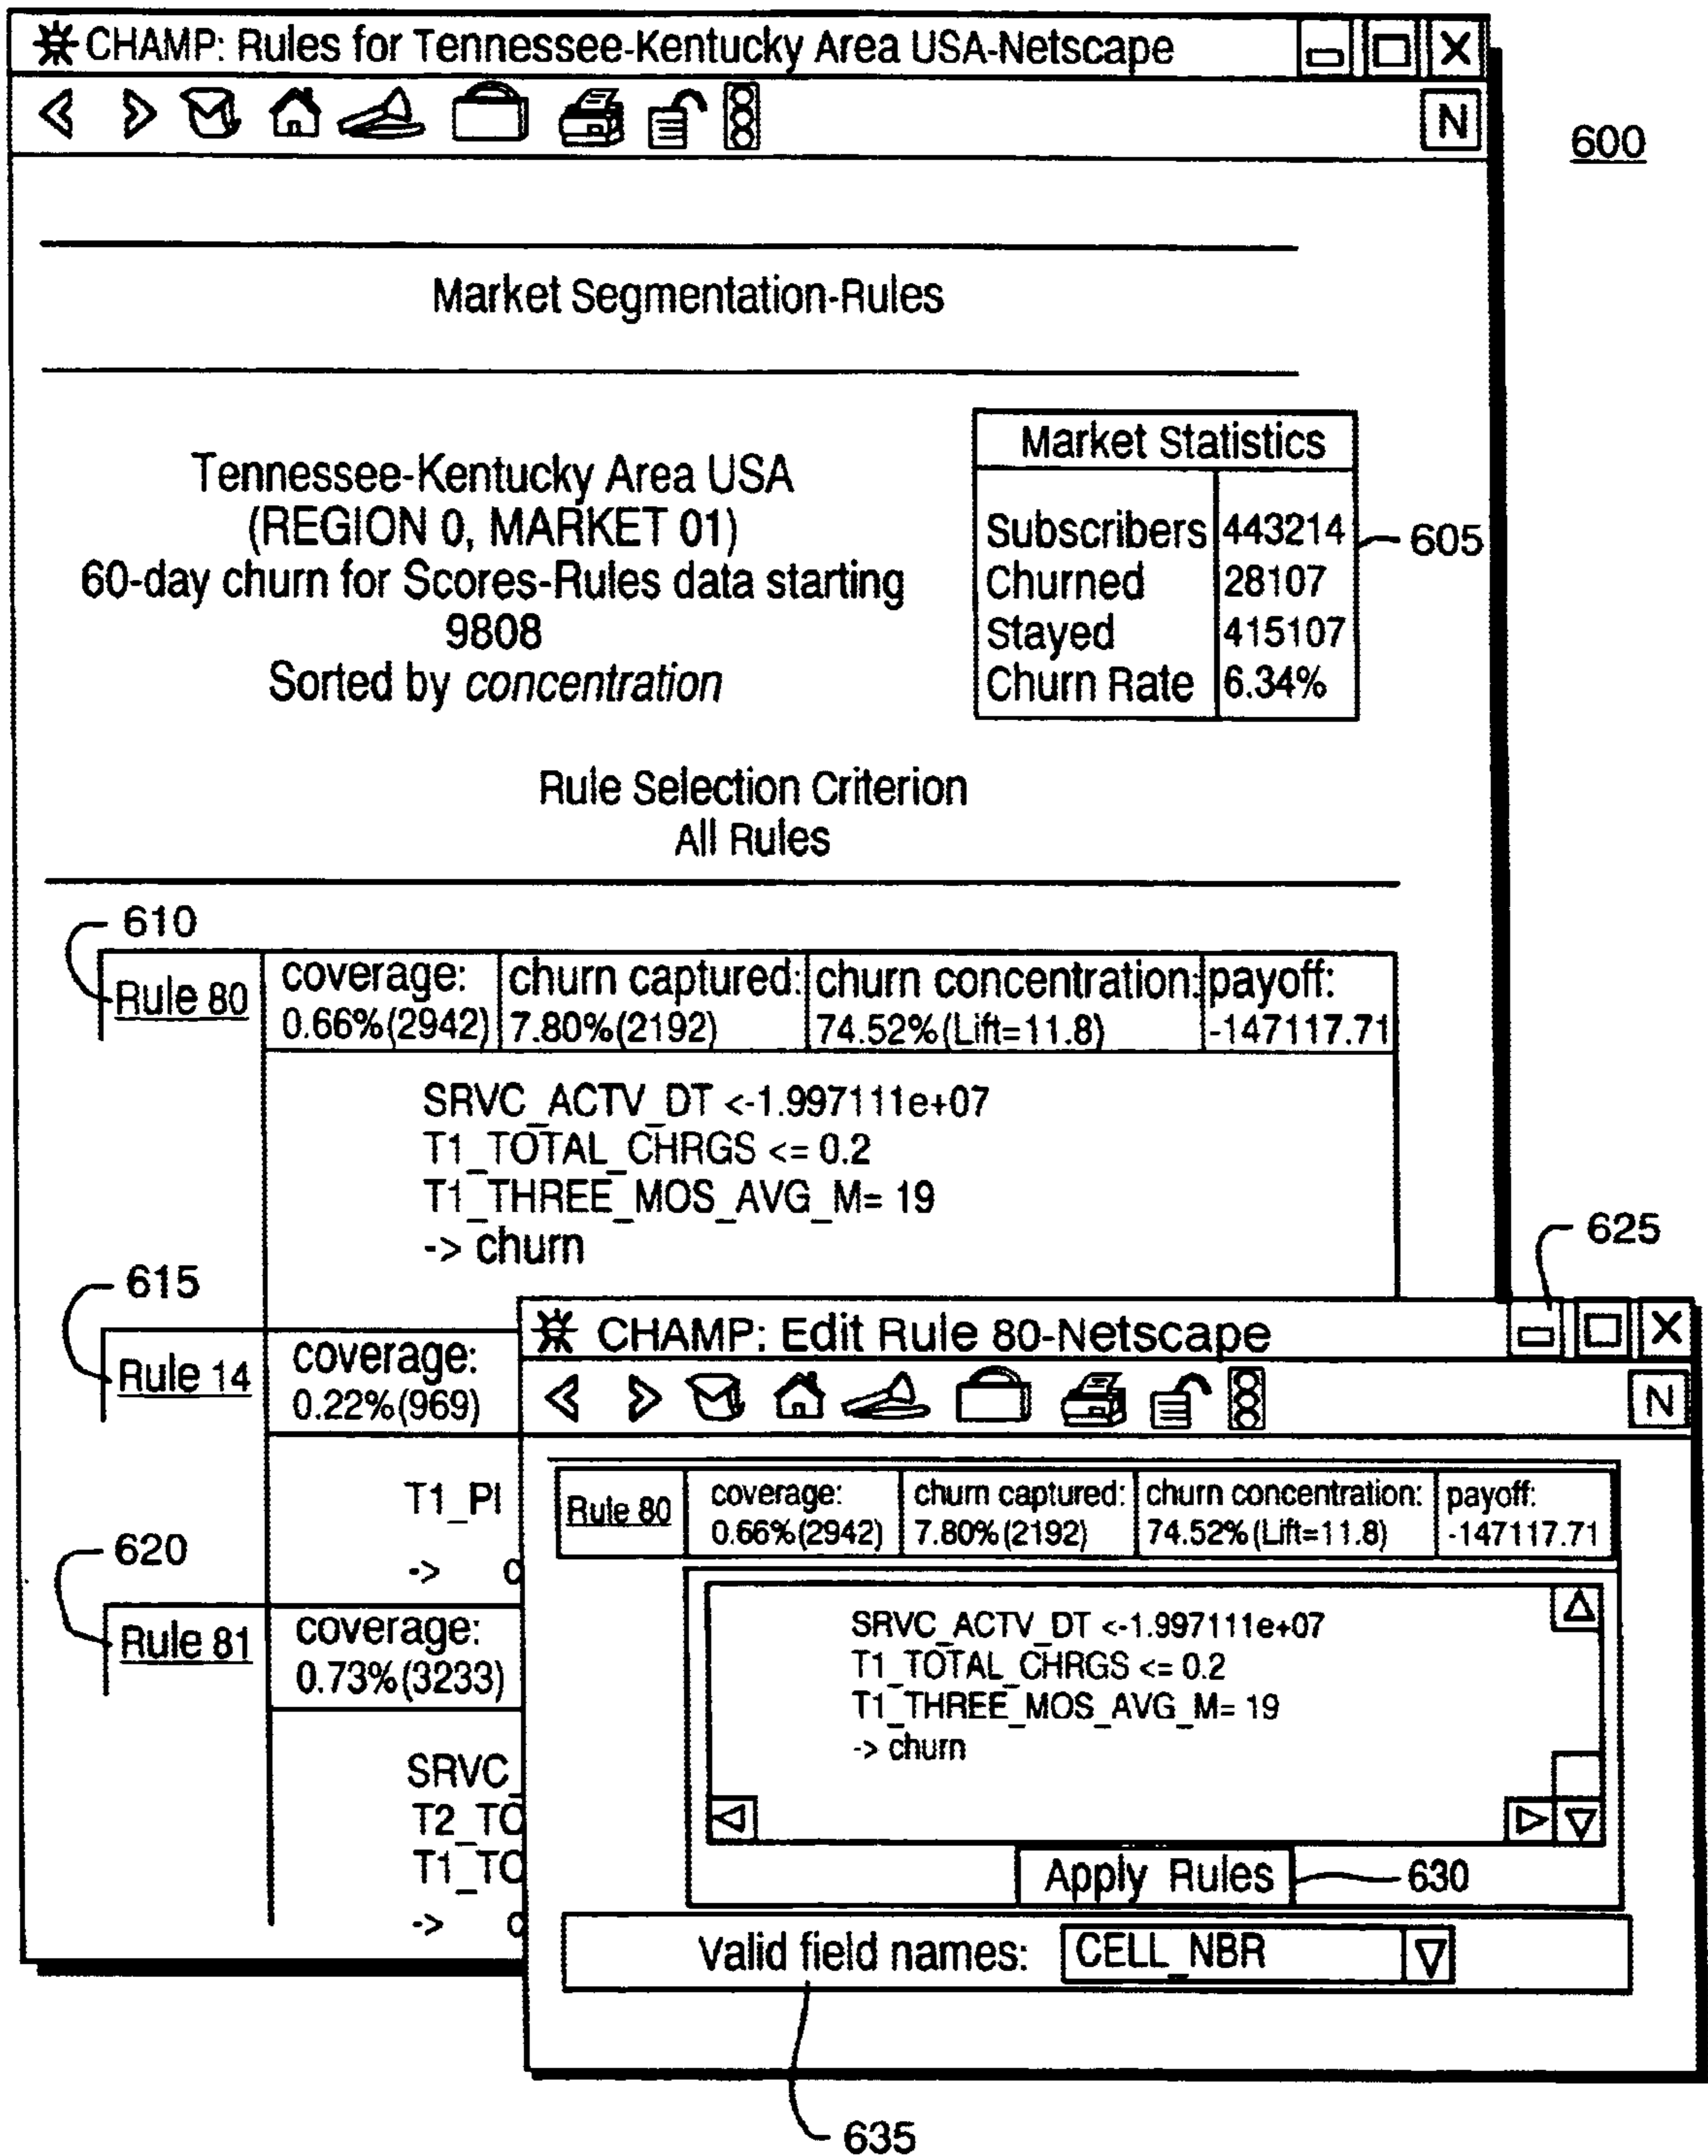 CHAMP: Rules for Tennessee-Kentucky Area USA-Netscape
N
600
Market Segmentation-Rules
Tennessee-Kentucky Area USA
(REGION 0, MARKET 01)
60-day churn for Scores-Rules data starting
9808
Sorted by concentration
Market Statistics
Subscribers 443214
Churned 28107
Stayed 415107
Churn Rate 6.34%
605
Rule Selection Criterion
All Rules
610
Rule 80
coverage: churn captured: churn concentration: payoff:
0.66%(2942) 7.80%(2192) 74.52%(Lift=11.8) -147117.71
SRVC_ACTV_DT <-1.997111e+07
T1_TOTAL_CHRGS <= 0.2
T1_THREE_MOS_AVG_M= 19
-> churn
615
Rule 14
coverage:
0.22%(969)
T1_PI
->
620
Rule 81
coverage:
0.73%(3233)
SRVC_
T2_TO
T1_TO
->
625
CHAMP: Edit Rule 80-Netscape
N
Rule 80
coverage: churn captured: churn concentration: payoff:
0.66%(2942) 7.80%(2192) 74.52%(Lift=11.8) -147117.71
SRVC_ACTV_DT <-1.997111e+07
T1_TOTAL_CHRGS <= 0.2
T1_THREE_MOS_AVG_M= 19
-> churn
Apply Rules
630
Valid field names: CELL_NBR
635